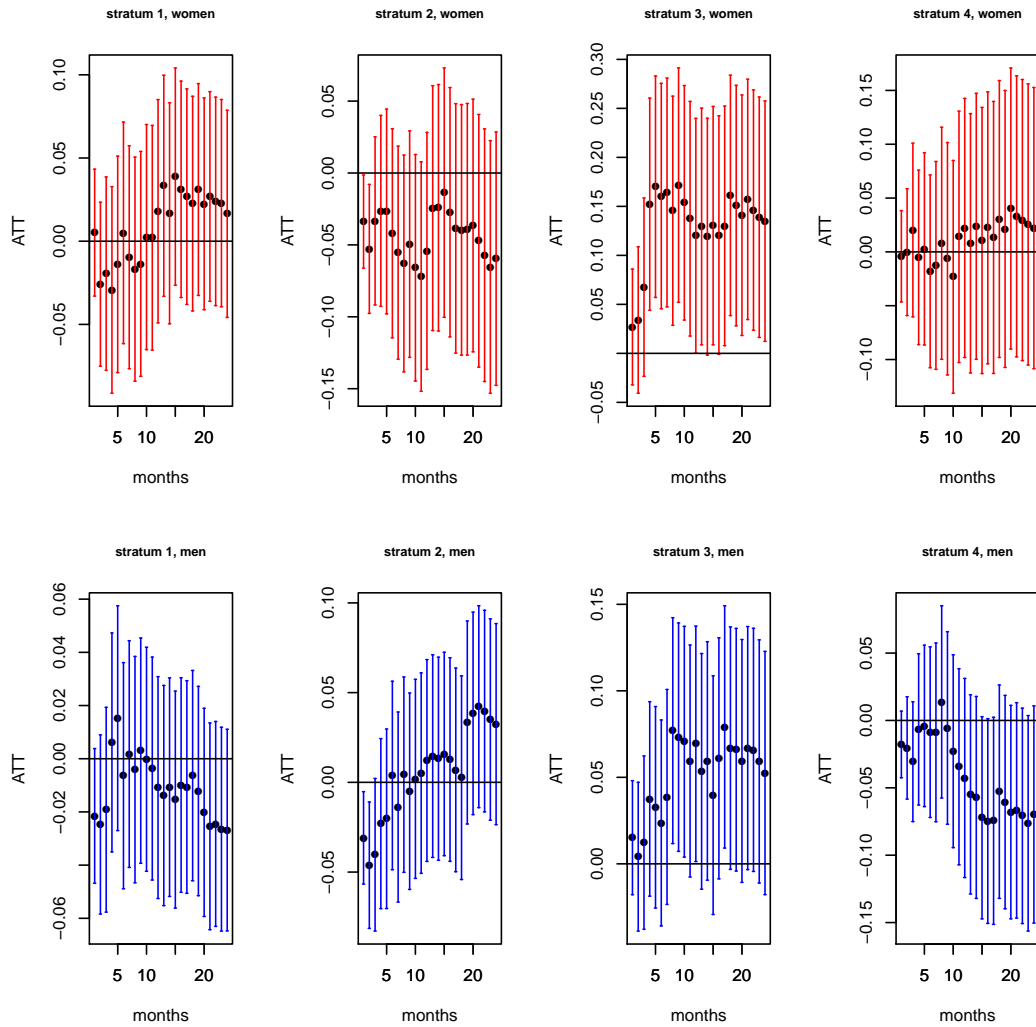 stratum 1, women
stratum 2, women
stratum 3, women
stratum 4, women
ATT
−0.05
0.00
0.05
0.10
5
10
20
months
ATT
−0.15
−0.10
−0.05
0.00
0.05
5
10
20
months
ATT
−0.05
0.05
0.10
0.15
0.20
0.25
0.30
5
10
20
months
ATT
−0.10
0.00
0.05
0.10
0.15
5
10
20
months
stratum 1, men
stratum 2, men
stratum 3, men
stratum 4, men
ATT
−0.06
−0.02
0.00
0.02
0.04
0.06
5
10
20
months
ATT
−0.05
0.00
0.05
0.10
5
10
20
months
ATT
0.00
0.05
0.10
0.15
5
10
20
months
ATT
−0.15
−0.10
−0.05
0.00
0.05
5
10
20
months